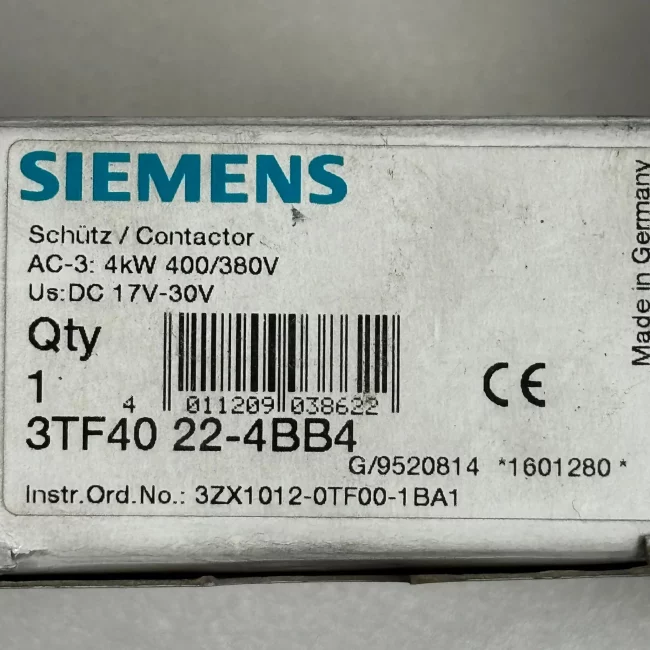 SIEMENS
Schütz / Contactor
AC-3: 4kW 400/380V
Us:DC 17V-30V
Qty
1
4 011209 038622
3TF40 22-4BB4
G/9520814 *1601280*
Instr.Ord.No.: 3ZX1012-0TF00-1BA1
CE
Made in Germany